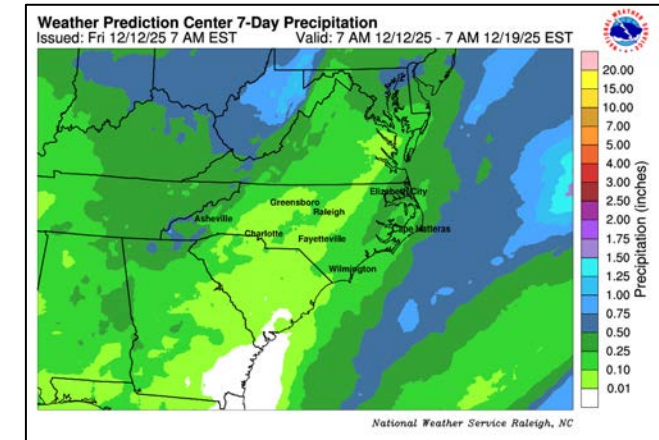 Weather Prediction Center 7-Day Precipitation
Issued: Fri 12/12/25 7 AM EST Valid: 7 AM 12/12/25 - 7 AM 12/19/25 EST
20.00
15.00
10.00
7.00
5.00
4.00
3.00
2.50
2.00
1.75
1.50
1.25
1.00
0.75
0.50
0.25
0.10
0.01
Precipitation (inches)
Elizabeth City
Greensboro
Raleigh
Asheville
Cape Hatteras
Charlotte
Fayetteville
Wilmington
National Weather Service Raleigh, NC